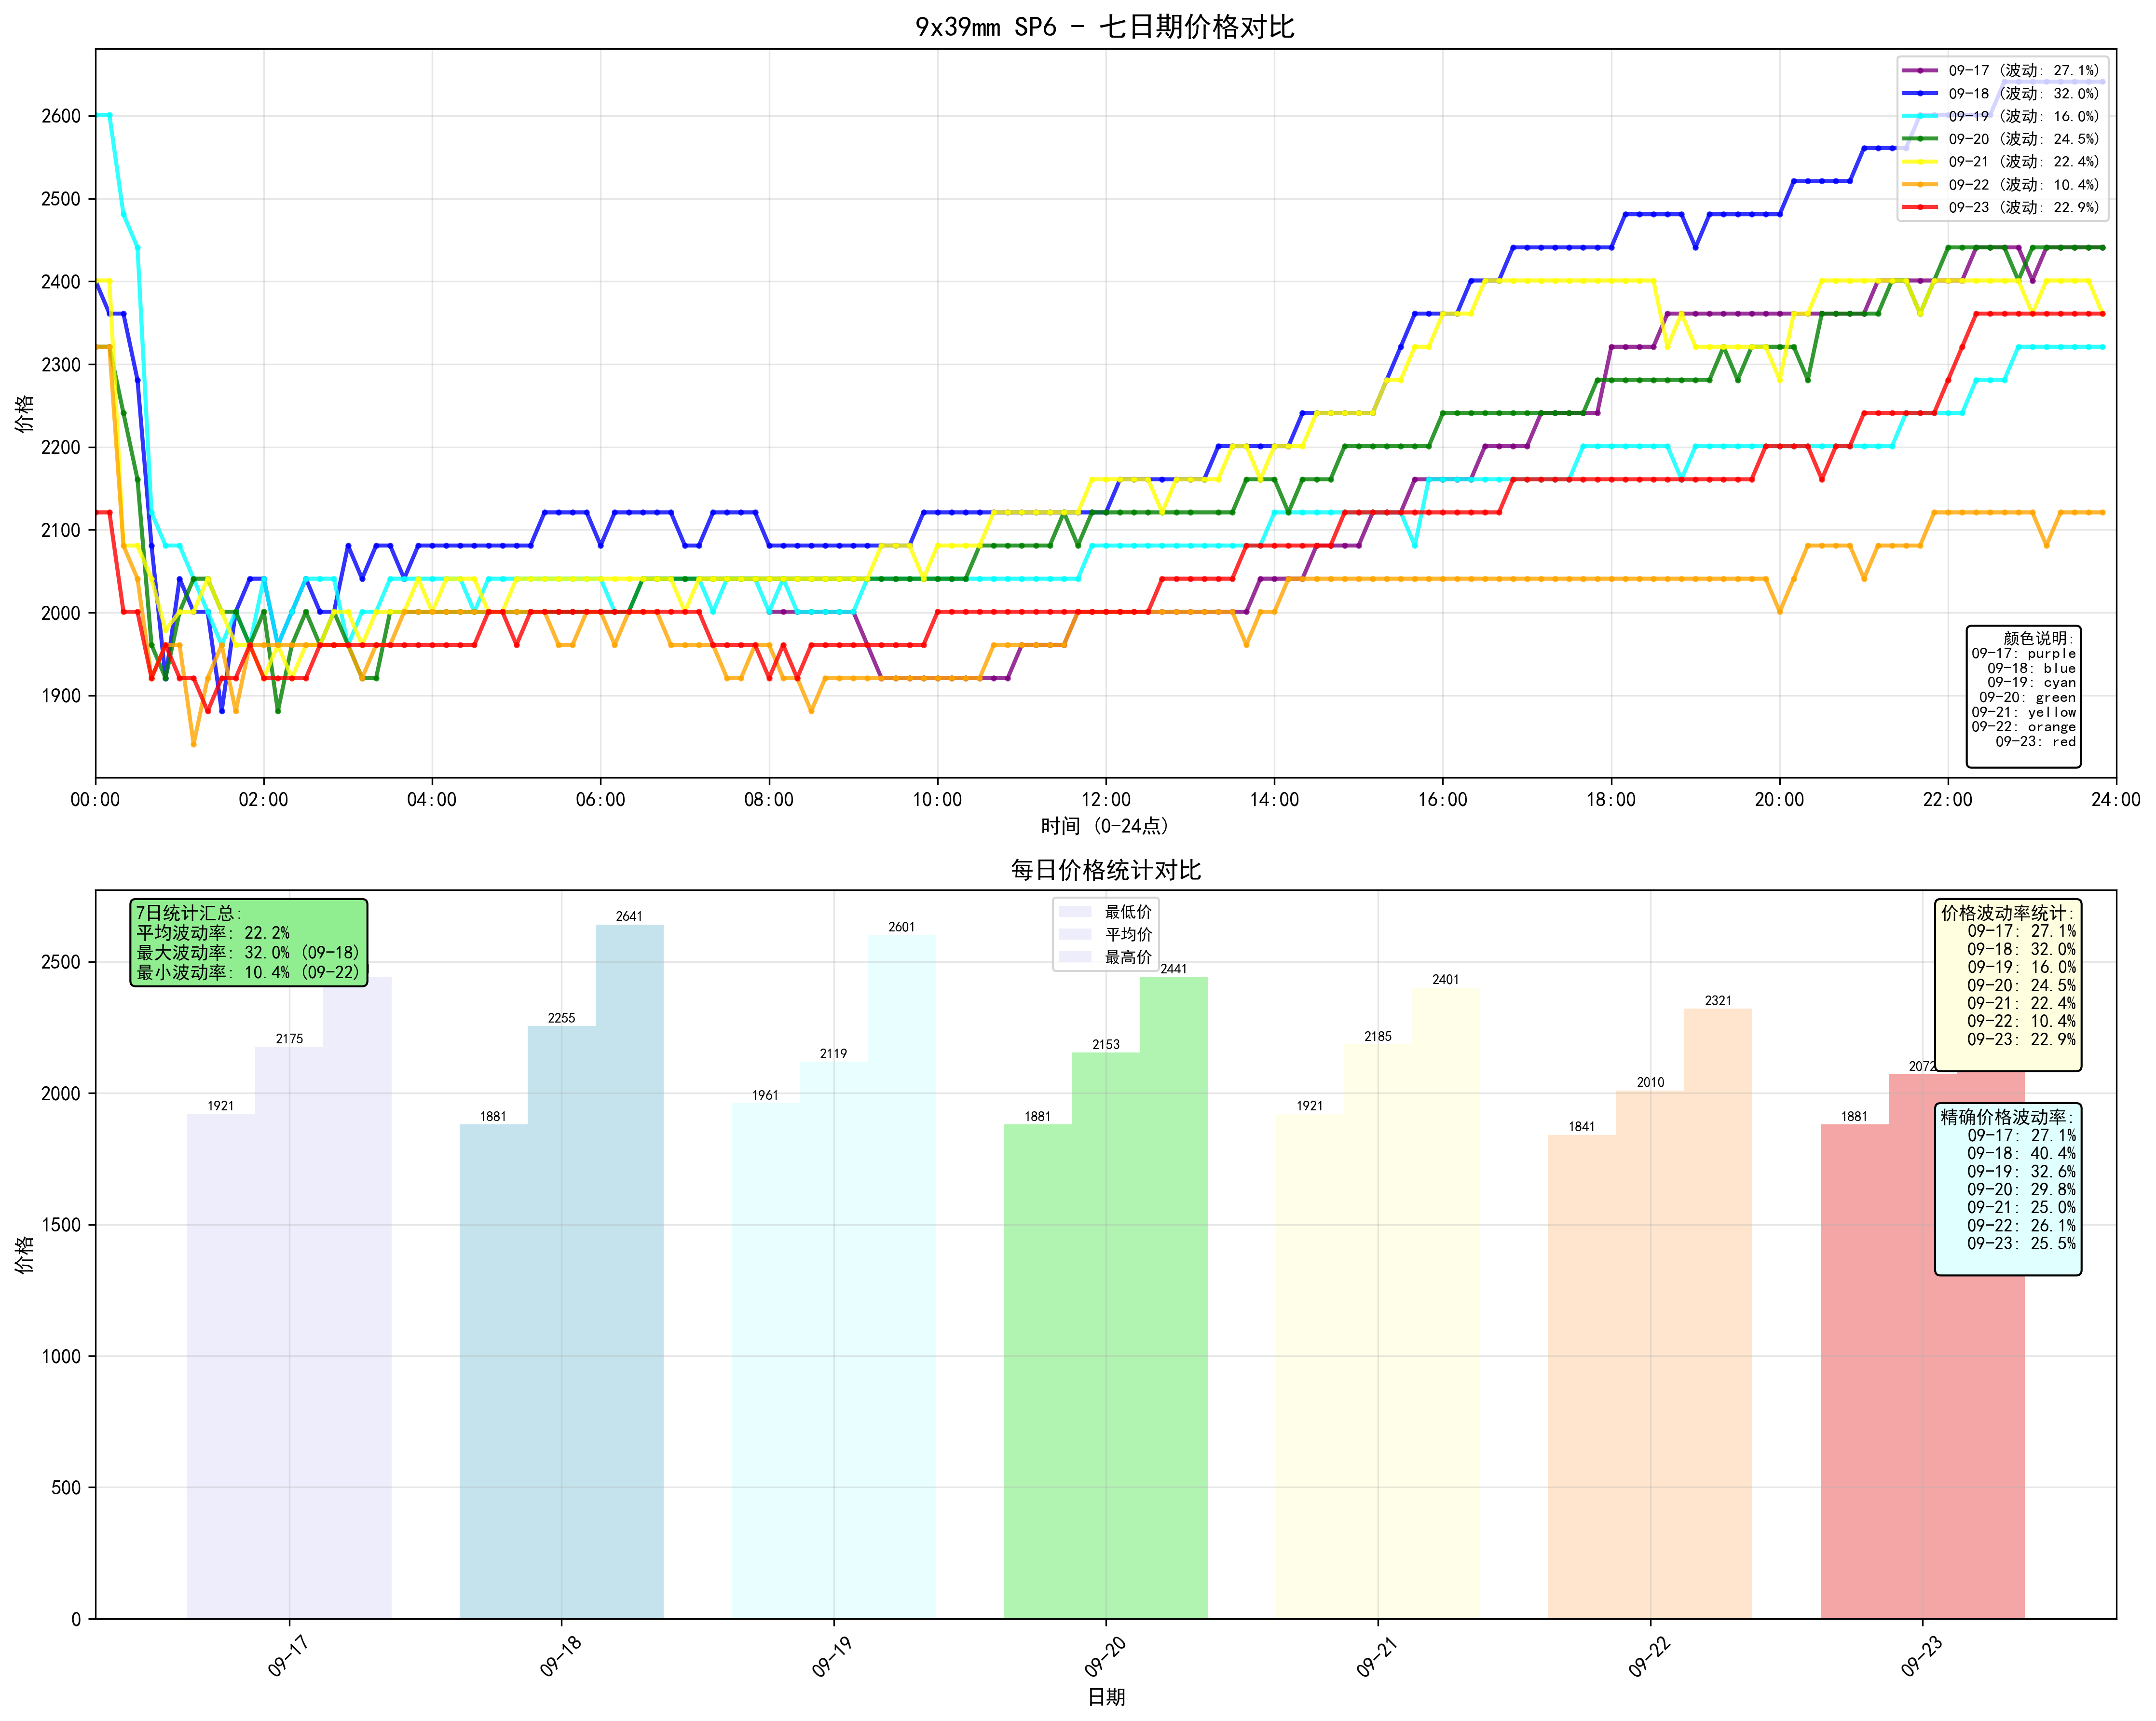 9x39mm SP6 - 七日期价格对比
价格
2600
2500
2400
2300
2200
2100
2000
1900
09-17 (波动: 27.1%)
09-18 (波动: 32.0%)
09-19 (波动: 16.0%)
09-20 (波动: 24.5%)
09-21 (波动: 22.4%)
09-22 (波动: 10.4%)
09-23 (波动: 22.9%)
颜色说明:
09-17: purple
09-18: blue
09-19: cyan
09-20: green
09-21: yellow
09-22: orange
09-23: red
00:00 02:00 04:00 06:00 08:00 10:00 12:00 14:00 16:00 18:00 20:00 22:00 24:00
时间 (0-24点)
每日价格统计对比
价格
2500
2000
1500
1000
500
0
7日统计汇总:
平均波动率: 22.2%
最大波动率: 32.0% (09-18)
最小波动率: 10.4% (09-22)
最低价
平均价
最高价
价格波动率统计:
09-17: 27.1%
09-18: 32.0%
09-19: 16.0%
09-20: 24.5%
09-21: 22.4%
09-22: 10.4%
09-23: 22.9%
精确价格波动率:
09-17: 27.1%
09-18: 40.4%
09-19: 32.6%
09-20: 29.8%
09-21: 25.0%
09-22: 26.1%
09-23: 25.5%
1921 2175
1881 2255 2641
1961 2119 2601
1881 2153 2441
1921 2185 2401
1841 2010 2321
1881 2072
09-17 09-18 09-19 09-20 09-21 09-22 09-23
日期